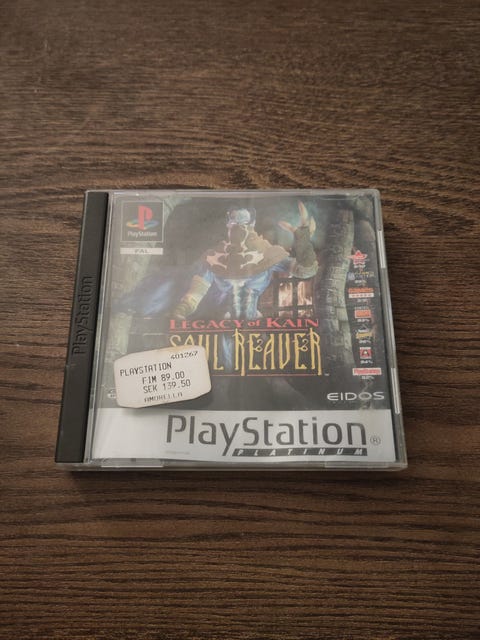 PlayStation
PAL
PlayStation
LEGACY of KAIN
SOUL REAVER
601267
PLAYSTATION
FIM 89.00
SEK 139.50
AMORELLA
EIDOS
PlayStation
PLATINUM